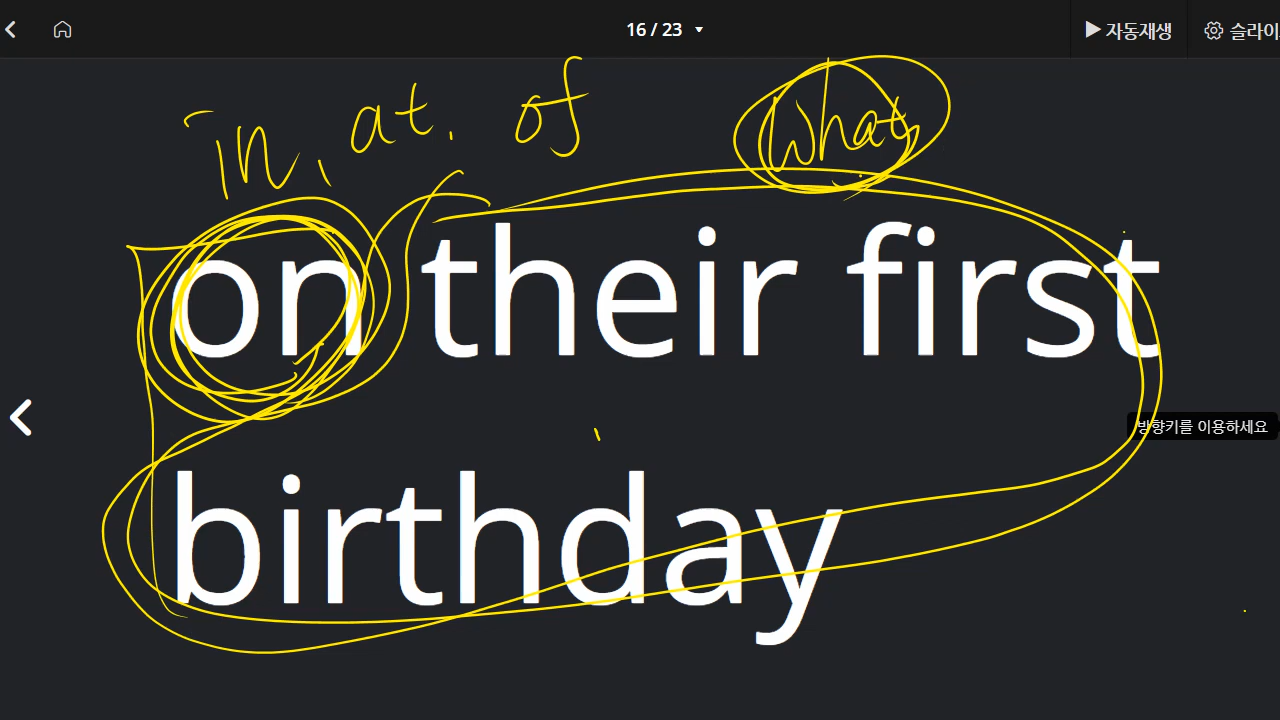 16 / 23
자동재생
슬라이
in, at, of
What
on their first
방향키를 이용하세요
birthday